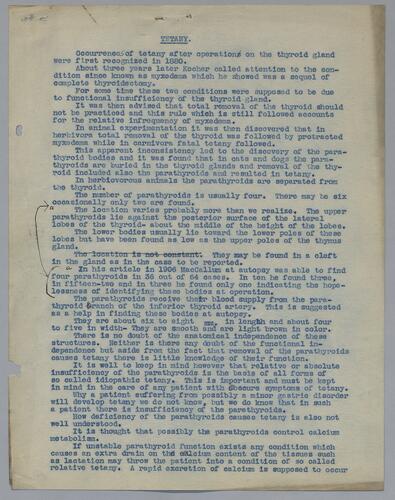 TETANY.
Occurrences of tetany after operations on the thyroid gland
were first recognized in 1880.
About three years later Kocher called attention to the con-
dition since known as myxedema which he showed was a sequel of
complete thyroidectomy.
For some time these two conditions were supposed to be due
to functional insufficiency of the thyroid gland.
It was then advised that total removal of the thyroid should
not be practiced and this rule which is still followed accounts
for the relative infrequency of myxedema.
In animal experimentation it was then discovered that in
herbivora total removal of the thyroid was followed by protracted
myxedema while in carnivora fatal tetany followed.
This apparent inconsistency led to the discovery of the para-
thyroid bodies and it was found that in cats and dogs the para-
thyroids are buried in the thyroid glands and removal of the thy-
roid included also the parathyroids and resulted in tetany.
In herbivorous animals the parathyroids are separated from
the thyroid.
The number of parathyroids is usually four. There may be six
occasionally only two are found.
The location varies probably more than we realize. The upper
parathyroids lie against the posterior surface of the lateral
lobes of the thyroid- about the middle of the height of the lobes.
The lower bodies usually lie toward the lower poles of these
lobes but have been found as low as the upper poles of the thymus
gland.
The location is not constant. They may be found in a cleft
in the gland as in the case to be reported.
In his article in 1906 MacCallum at autopsy was able to find
four parathyroids in 36 out of 64 cases. In ten he found three,
in fifteen-two and in three he found only one indicating the hope-
lessness of identifying these bodies at operation.
The parathyroids receive their blood supply from the para-
thyroid branch of the inferior thyroid artery. This is suggested
as a help in finding these bodies at autopsy.
They are about six to eight mm. in length and about four
to five in width- They are smooth and are light brown in color.
There is no doubt of the anatomical independence of these
structures. Neither is there any doubt of the functional in-
dependence but aside from the fact that removal of the parathyroids
causes tetany there is little knowledge of their function.
It is well to keep in mind however that relative or absolute
insufficiency of the parathyroids is the basis of all forms of
so called idiopathic tetany. This is important and must be kept
in mind in the care of any patient with obscure symptoms of tetany.
Why a patient suffering from possibly a minor gastric disorder
will develop tetany we do not know, but we do know that in such
a patient there is insufficiency of the parathyroids.
How deficiency of the parathyroids causes tetany is also not
well understood.
It is thought that possibly the parathyroids control calcium
metabolism.
If unstable parathyroid function exists any condition which
causes an extra drain on the calcium content of the tissues such
as lactation may throw the patient into a condition of so called
relative tetany. A rapid excretion of calcium is supposed to occur